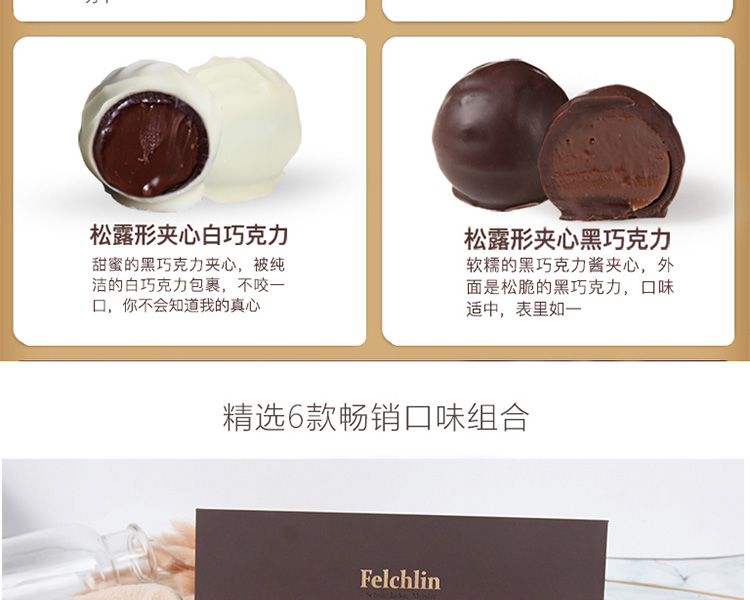 松露形夹心白巧克力
甜蜜的黑巧克力夹心，被纯
洁的白巧克力包裹，不咬一
口，你不会知道我的真心
松露形夹心黑巧克力
软糯的黑巧克力酱夹心，外
面是松脆的黑巧克力，口味
适中，表里如一
精选6款畅销口味组合
Felchlin